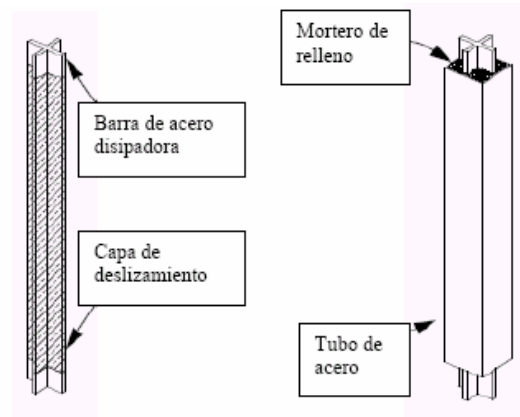 Mortero de
relleno
Barra de acero
disipadora
Capa de
deslizamiento
Tubo de
acero